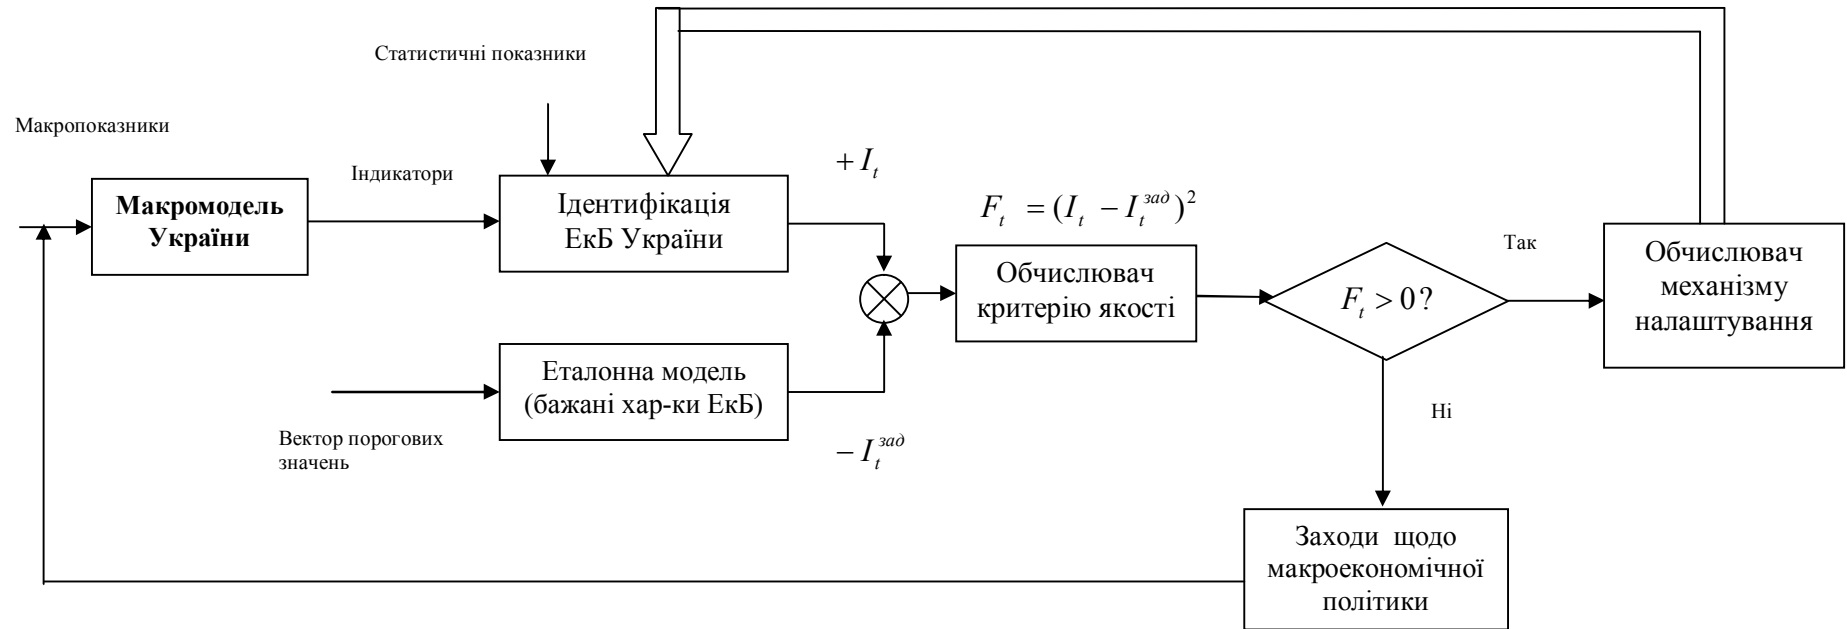 Статистичні показники
Макропоказники
Індикатори
Макромодель
України
Ідентифікація
ЕкБ України
+ I_t
F_t = (I_t − I_t^{зад})^2
Обчислювач
критерію якості
F_t > 0?
Так
Обчислювач
механізму
налаштування
Еталонна модель
(бажані хар-ки ЕкБ)
Вектор порогових
значень
− I_t^{зад}
Ні
Заходи щодо
макроекономічної
політики